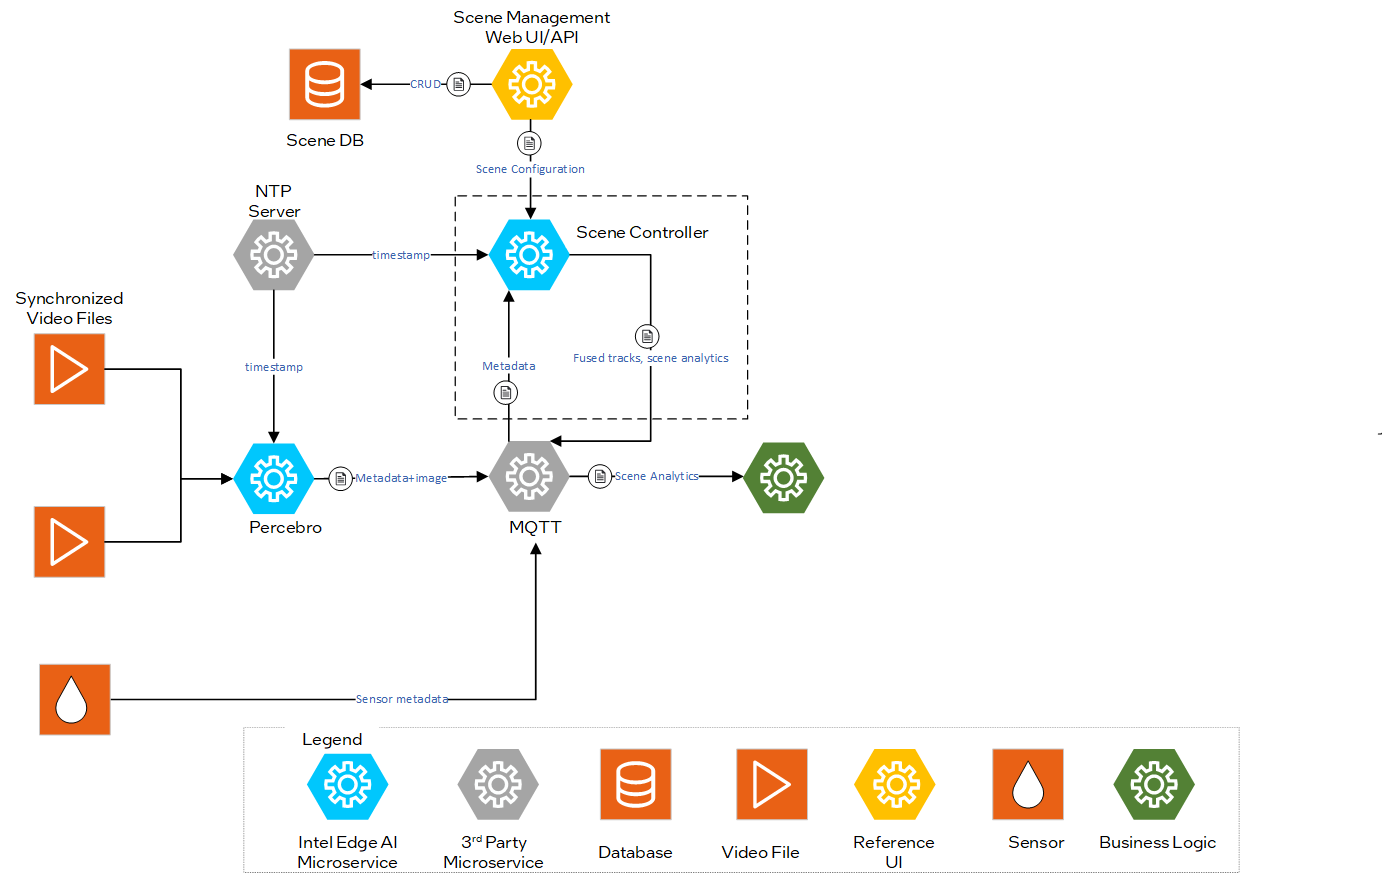 Scene Management
Web UI/API
CRUD
Scene DB
Scene Configuration
NTP
Server
Scene Controller
timestamp
Synchronized
Video Files
timestamp
Metadata
Fused tracks, scene analytics
Metadata+image
Scene Analytics
Percebro
MQTT
Sensor metadata
Legend
Intel Edge AI
Microservice
3rd Party
Microservice
Database
Video File
Reference
UI
Sensor
Business Logic